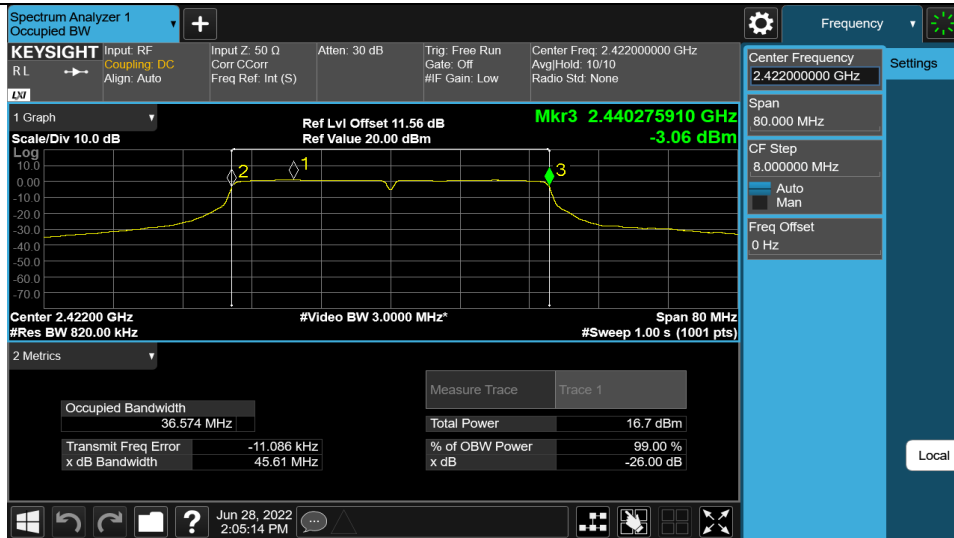 Spectrum Analyzer 1
Occupied BW
+
Frequency
KEYSIGHT
R L
LXI
Input: RF
Coupling: DC
Align: Auto
Input Z: 50 Ω
Corr CCorr
Freq Ref: Int (S)
Atten: 30 dB
Trig: Free Run
Gate: Off
#IF Gain: Low
Center Freq: 2.422000000 GHz
Avg|Hold: 10/10
Radio Std: None
Center Frequency
2.422000000 GHz
Settings
Span
80.000 MHz
CF Step
8.000000 MHz
Auto
Man
Freq Offset
0 Hz
Local
1 Graph
Scale/Div 10.0 dB
Ref Lvl Offset 11.56 dB
Ref Value 20.00 dBm
Mkr3 2.440275910 GHz
-3.06 dBm
Log
10.0
0.00
-10.0
-20.0
-30.0
-40.0
-50.0
-60.0
-70.0
2
1
3
Center 2.42200 GHz
#Res BW 820.00 kHz
#Video BW 3.0000 MHz*
Span 80 MHz
#Sweep 1.00 s (1001 pts)
2 Metrics
Measure Trace Trace 1
Occupied Bandwidth
36.574 MHz
Total Power 16.7 dBm
Transmit Freq Error -11.086 kHz
% of OBW Power 99.00 %
x dB Bandwidth 45.61 MHz
x dB -26.00 dB
?
Jun 28, 2022
2:05:14 PM